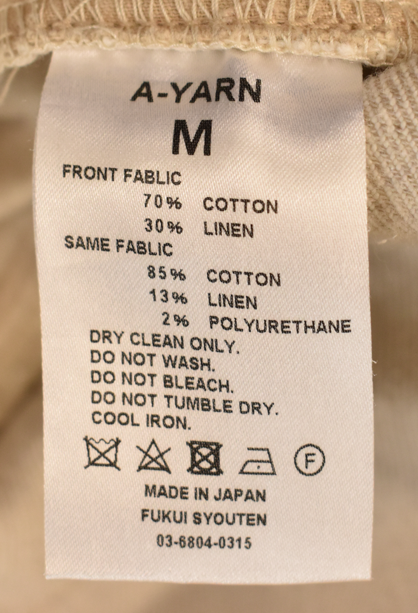 A-YARN
M
FRONT FABLIC
70% COTTON
30% LINEN
SAME FABLIC
85% COTTON
13% LINEN
2% POLYURETHANE
DRY CLEAN ONLY.
DO NOT WASH.
DO NOT BLEACH.
DO NOT TUMBLE DRY.
COOL IRON.
F
MADE IN JAPAN
FUKUI SYOUTEN
03-6804-0315